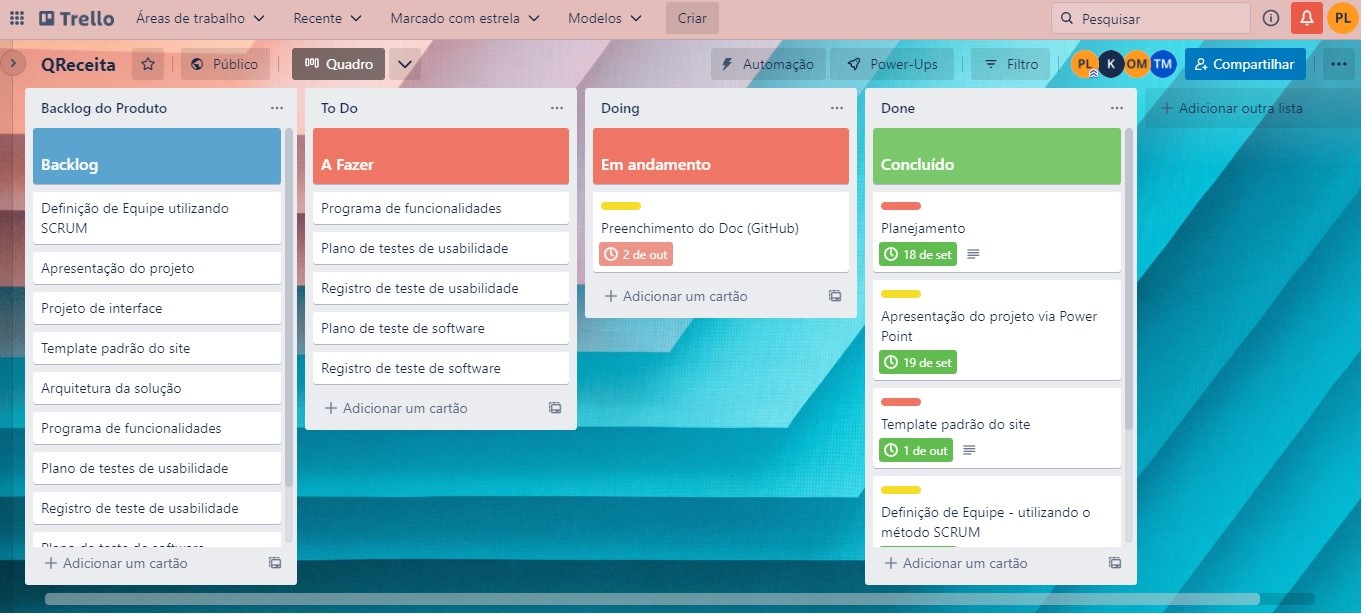 Trello Áreas de trabalho Recente Marcado com estrela Modelos Criar Pesquisar PL
QReceita Público Quadro Automação Power-Ups Filtro PL K OM TM Compartilhar
Backlog do Produto
Backlog
Definição de Equipe utilizando
SCRUM
Apresentação do projeto
Projeto de interface
Template padrão do site
Arquitetura da solução
Programa de funcionalidades
Plano de testes de usabilidade
Registro de teste de usabilidade
Plano de teste de software
+ Adicionar um cartão
To Do
A Fazer
Programa de funcionalidades
Plano de testes de usabilidade
Registro de teste de usabilidade
Plano de teste de software
Registro de teste de software
+ Adicionar um cartão
Doing
Em andamento
Preenchimento do Doc (GitHub)
2 de out
+ Adicionar um cartão
Done
Concluído
Planejamento
18 de set
Apresentação do projeto via Power
Point
19 de set
Template padrão do site
1 de out
Definição de Equipe - utilizando o
método SCRUM
+ Adicionar um cartão
+ Adicionar outra lista